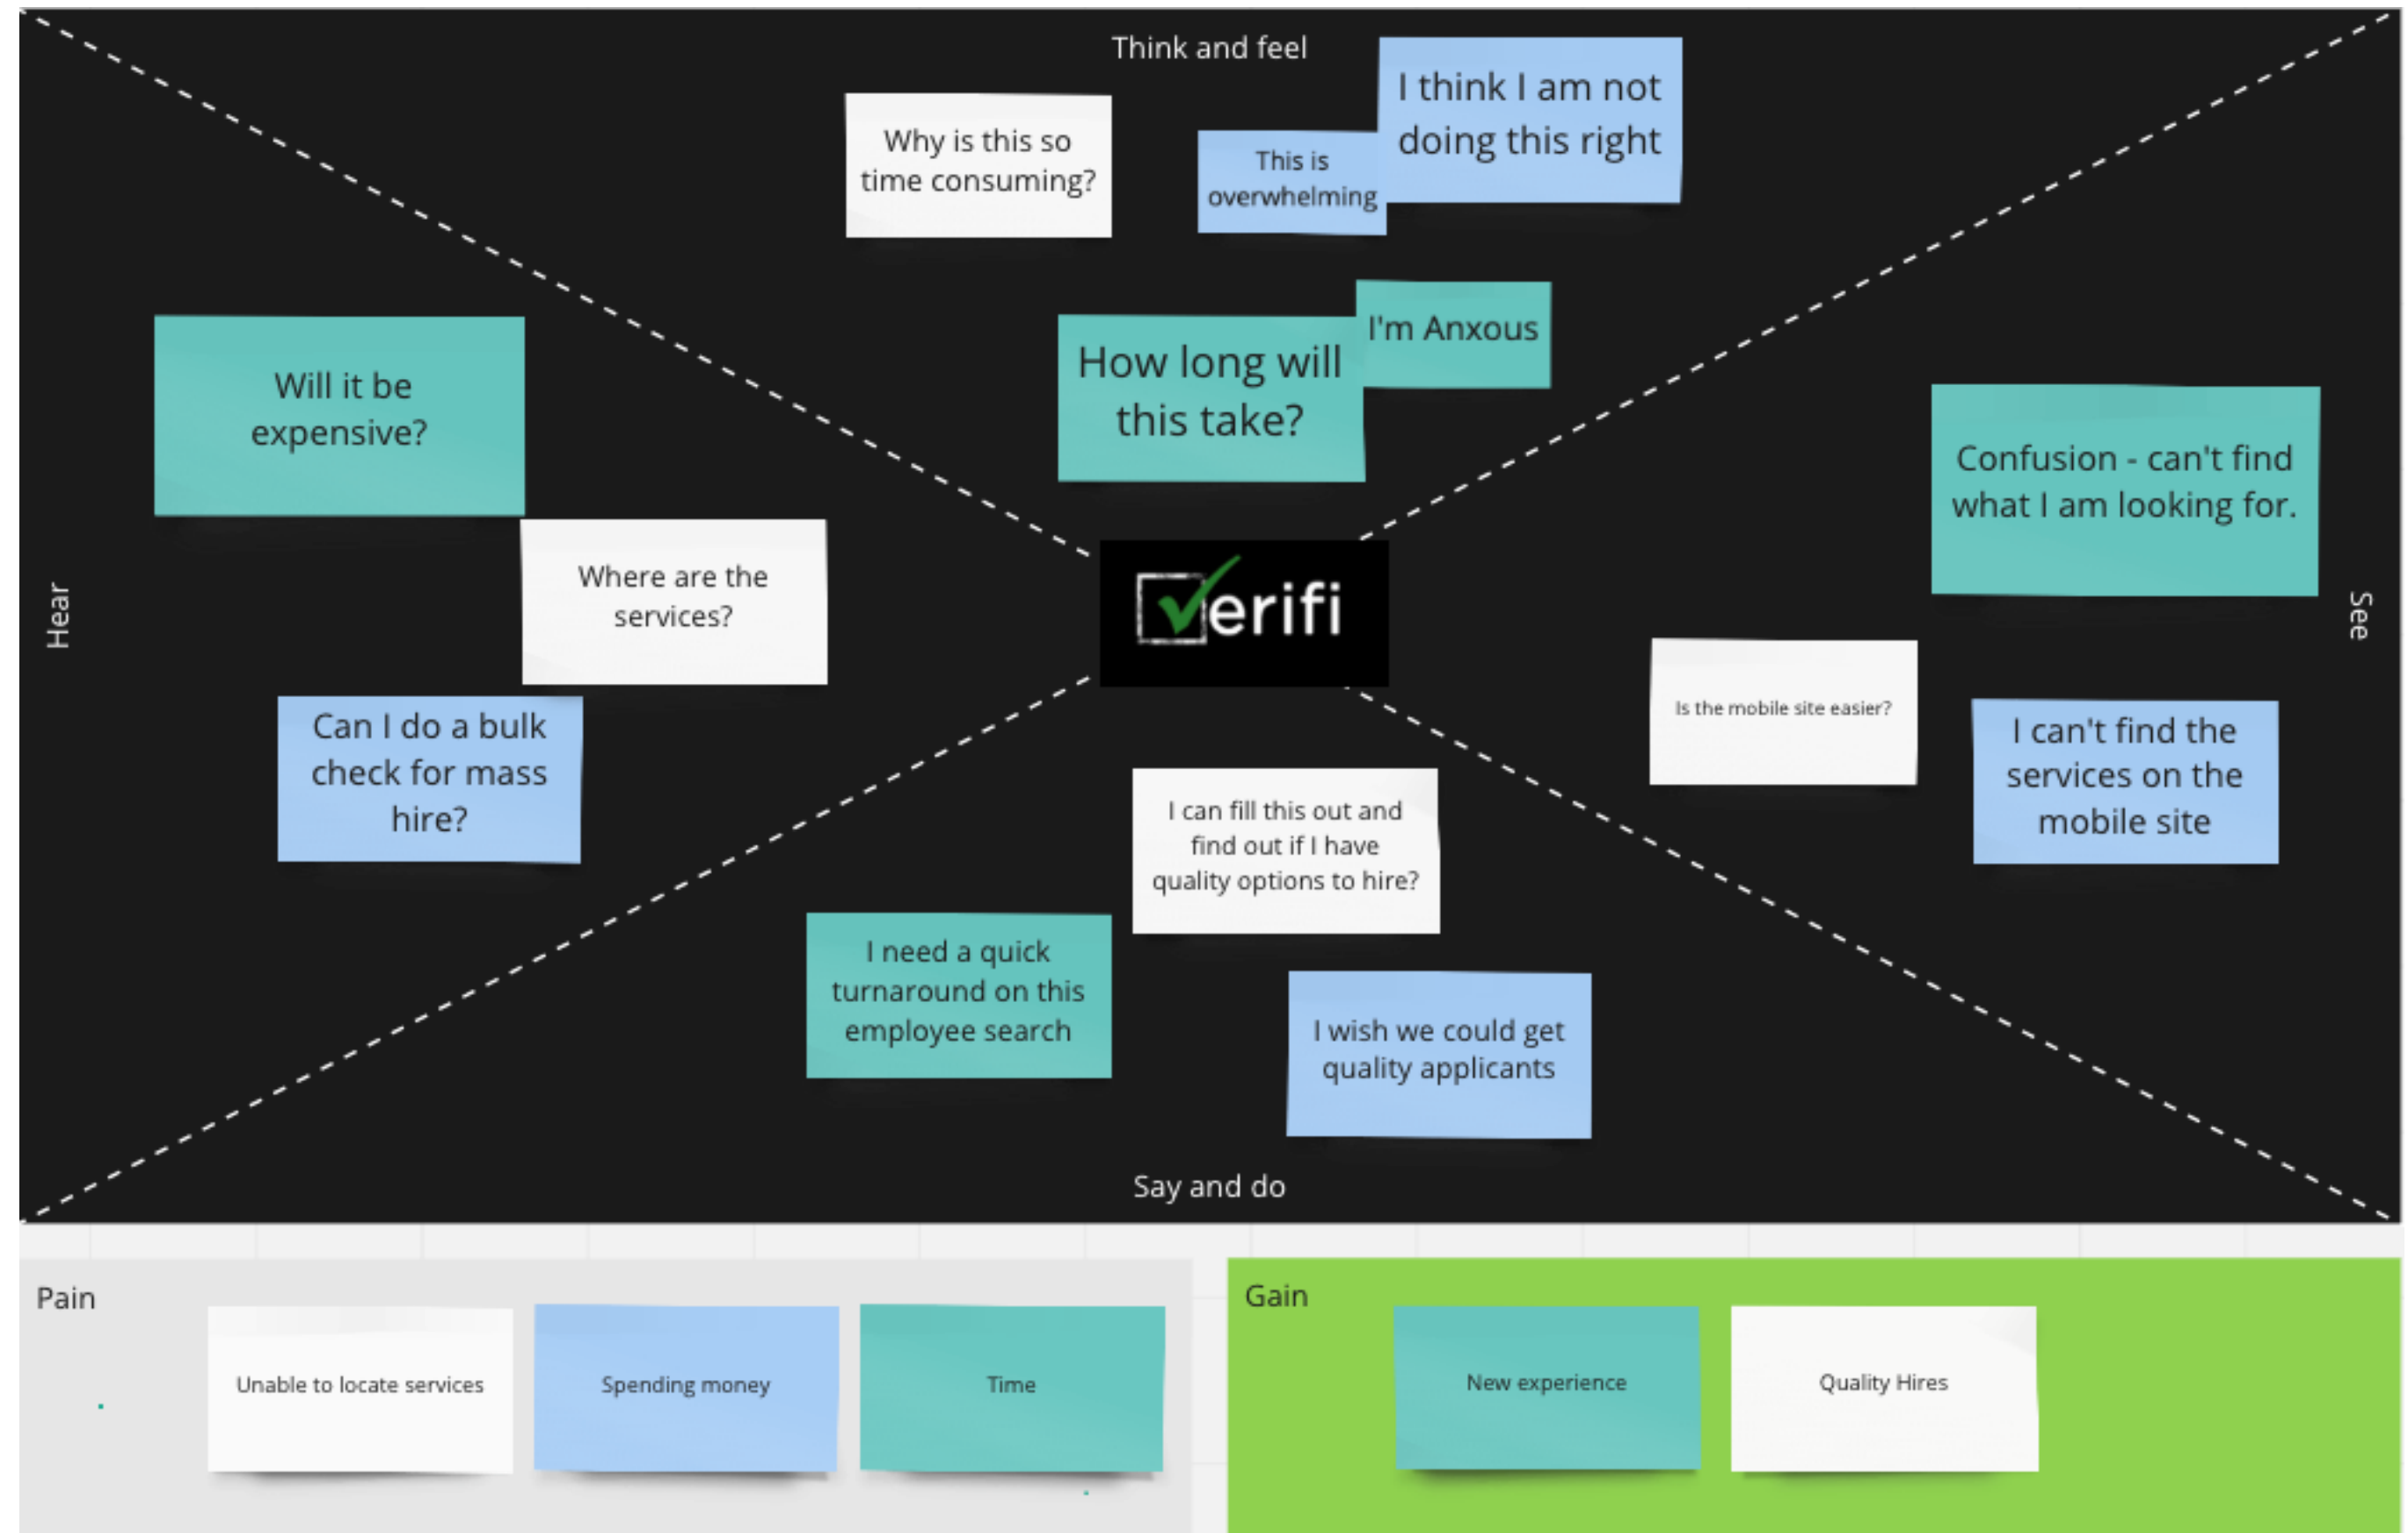 Think and feel
Why is this so
time consuming?
This is
overwhelming
I think I am not
doing this right
How long will
this take?
I'm Anxous
Hear
Will it be
expensive?
Where are the
services?
Can I do a bulk
check for mass
hire?
erifi
See
Confusion - can't find
what I am looking for.
Is the mobile site easier?
I can't find the
services on the
mobile site
I can fill this out and
find out if I have
quality options to hire?
I need a quick
turnaround on this
employee search
I wish we could get
quality applicants
Say and do
Pain
Unable to locate services
Spending money
Time
Gain
New experience
Quality Hires